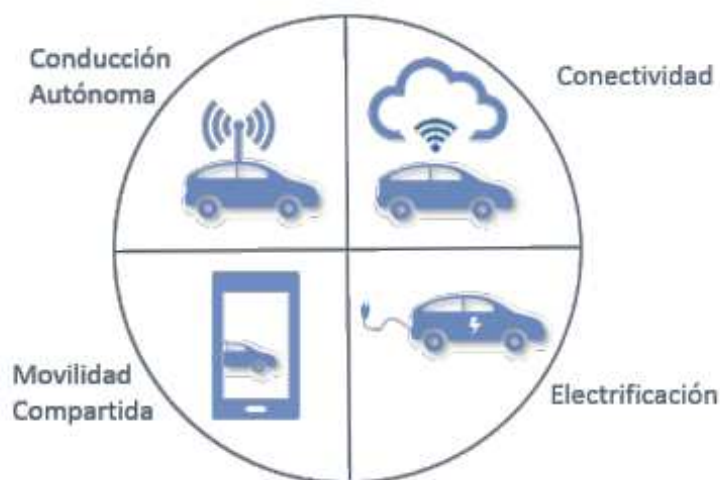 Conducción
Autónoma
Conectividad
Movilidad
Compartida
Electrificación